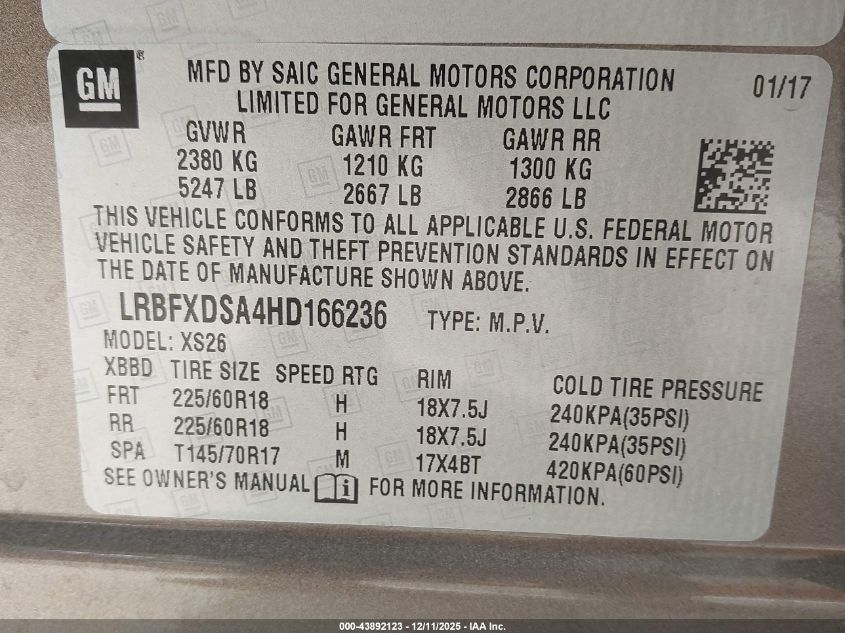 GM ®
MFD BY SAIC GENERAL MOTORS CORPORATION
LIMITED FOR GENERAL MOTORS LLC
01/17
GVWR GAWR FRT GAWR RR
2380 KG 1210 KG 1300 KG
5247 LB 2667 LB 2866 LB
THIS VEHICLE CONFORMS TO ALL APPLICABLE U.S. FEDERAL MOTOR
VEHICLE SAFETY AND THEFT PREVENTION STANDARDS IN EFFECT ON
THE DATE OF MANUFACTURE SHOWN ABOVE.
LRBFXDSA4HD166236 TYPE: M.P.V.
MODEL: XS26
XBBD TIRE SIZE SPEED RTG RIM COLD TIRE PRESSURE
FRT 225/60R18 H 18X7.5J 240KPA(35PSI)
RR 225/60R18 H 18X7.5J 240KPA(35PSI)
SPA T145/70R17 M 17X4BT 420KPA(60PSI)
SEE OWNER'S MANUAL i FOR MORE INFORMATION.
000-43892123 - 12/11/2025 - IAA Inc.